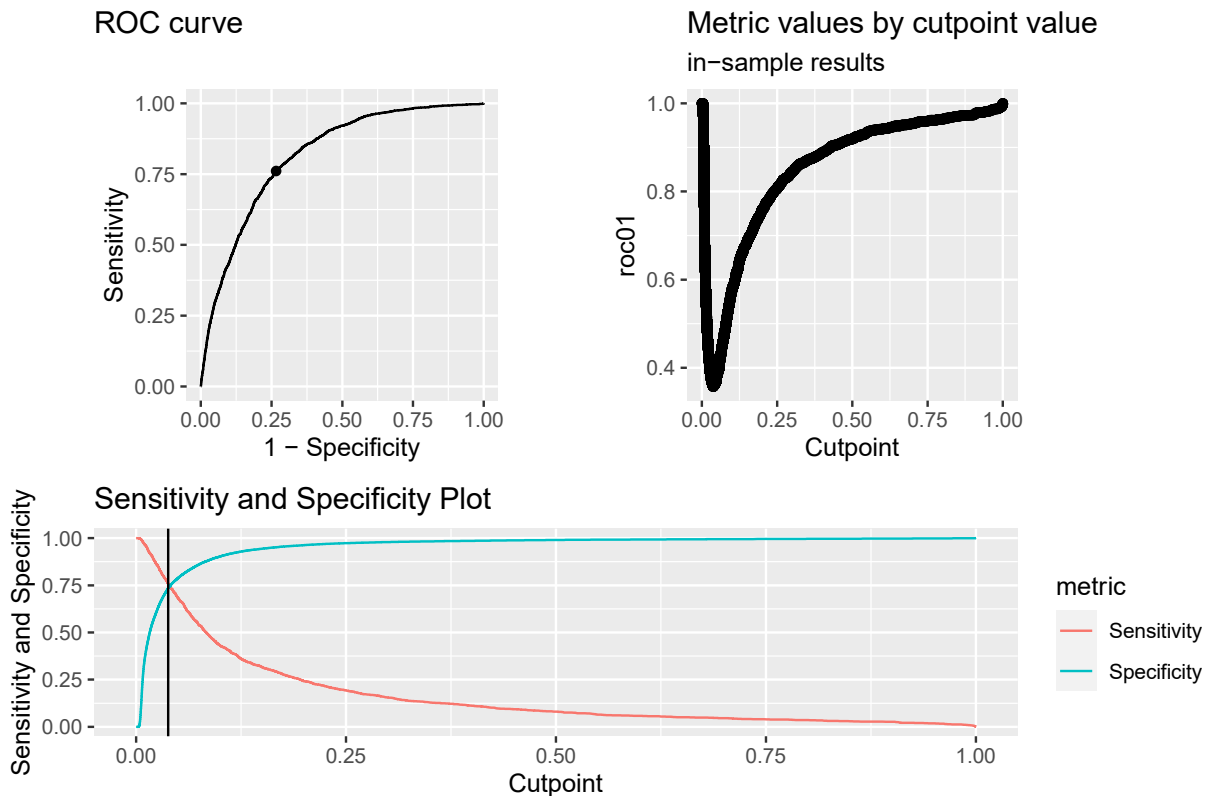 ROC curve
1.00
0.75
0.50
0.25
0.00
Sensitivity
0.00 0.25 0.50 0.75 1.00
1 − Specificity
Metric values by cutpoint value
in−sample results
1.0
0.8
0.6
0.4
roc01
0.00 0.25 0.50 0.75 1.00
Cutpoint
Sensitivity and Specificity Plot
1.00
0.75
0.50
0.25
0.00
Sensitivity and Specificity
0.00 0.25 0.50 0.75 1.00
Cutpoint
metric
Sensitivity
Specificity